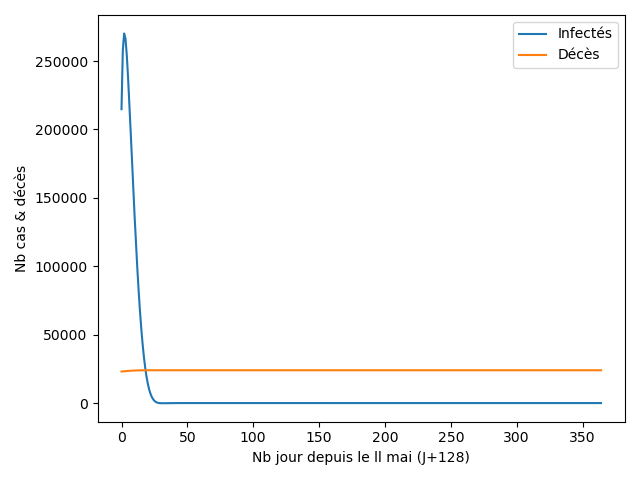 Infectés
Décès
Nb cas & décès
250000
200000
150000
100000
50000
0
0 50 100 150 200 250 300 350
Nb jour depuis le ll mai (J+128)